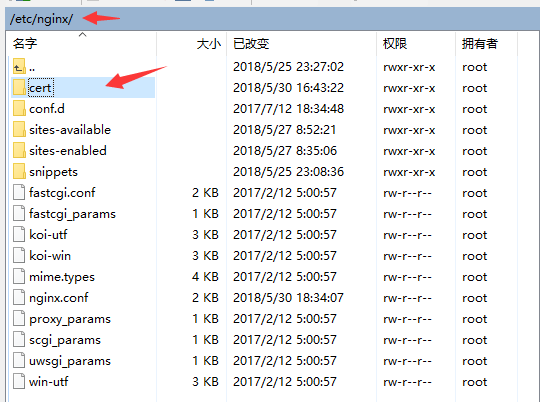 /etc/nginx/
名字 大小 已改变 权限 拥有者
.. 2018/5/25 23:27:02 rwxr-xr-x root
cert 2018/5/30 16:43:22 rwxr-xr-x root
conf.d 2017/7/12 18:34:48 rwxr-xr-x root
sites-available 2018/5/27 8:52:21 rwxr-xr-x root
sites-enabled 2018/5/27 8:35:06 rwxr-xr-x root
snippets 2018/5/25 23:08:36 rwxr-xr-x root
fastcgi.conf 2 KB 2017/2/12 5:00:57 rw-r--r-- root
fastcgi_params 1 KB 2017/2/12 5:00:57 rw-r--r-- root
koi-utf 3 KB 2017/2/12 5:00:57 rw-r--r-- root
koi-win 3 KB 2017/2/12 5:00:57 rw-r--r-- root
mime.types 4 KB 2017/2/12 5:00:57 rw-r--r-- root
nginx.conf 2 KB 2018/5/30 18:34:07 rw-r--r-- root
proxy_params 1 KB 2017/2/12 5:00:57 rw-r--r-- root
scgi_params 1 KB 2017/2/12 5:00:57 rw-r--r-- root
uwsgi_params 1 KB 2017/2/12 5:00:57 rw-r--r-- root
win-utf 3 KB 2017/2/12 5:00:57 rw-r--r-- root